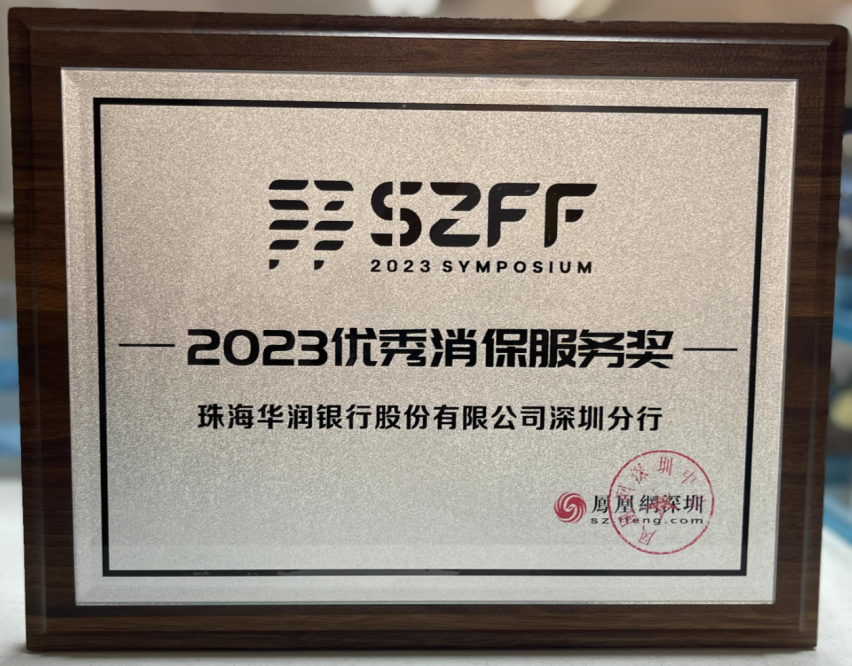 SZFF
2023 SYMPOSIUM
2023优秀消保服务奖
珠海华润银行股份有限公司深圳分行
鳳凰網深圳
sz.ifeng.com